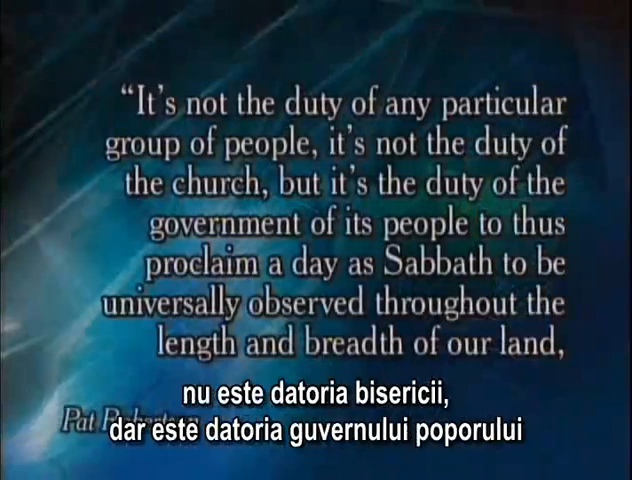 “It's not the duty of any particular
group of people, it's not the duty of
the church, but it's the duty of the
government of its people to thus
proclaim a day as Sabbath to be
universally observed throughout the
length and breadth of our land,
Pat
nu este datoria bisericii,
dar este datoria guvernului poporului